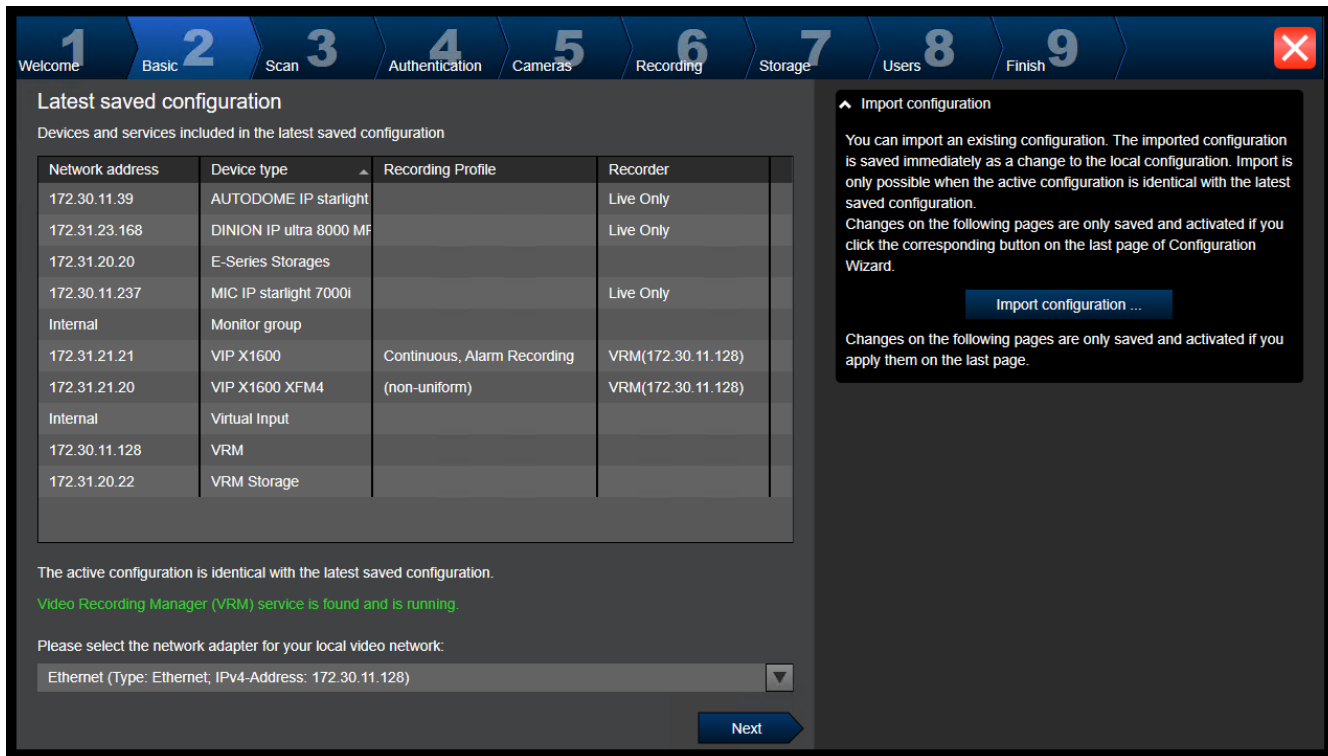 1 2 3 4 5 6 7 8 9
Welcome Basic Scan Authentication Cameras Recording Storage Users Finish
Latest saved configuration
Devices and services included in the latest saved configuration
Network address Device type Recording Profile Recorder
172.30.11.39 AUTODOME IP starlight Live Only
172.31.23.168 DINION IP ultra 8000 MP Live Only
172.31.20.20 E-Series Storages
172.30.11.237 MIC IP starlight 7000i Live Only
Internal Monitor group
172.31.21.21 VIP X1600 Continuous, Alarm Recording VRM(172.30.11.128)
172.31.21.20 VIP X1600 XFM4 (non-uniform) VRM(172.30.11.128)
Internal Virtual Input
172.30.11.128 VRM
172.31.20.22 VRM Storage
The active configuration is identical with the latest saved configuration.
Video Recording Manager (VRM) service is found and is running.
Please select the network adapter for your local video network:
Ethernet (Type: Ethernet; IPv4-Address: 172.30.11.128)
Next
Import configuration
You can import an existing configuration. The imported configuration
is saved immediately as a change to the local configuration. Import is
only possible when the active configuration is identical with the latest
saved configuration.
Changes on the following pages are only saved and activated if you
click the corresponding button on the last page of Configuration
Wizard.
Import configuration ...
Changes on the following pages are only saved and activated if you
apply them on the last page.